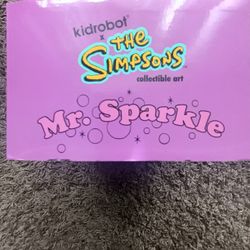 kidrobot®
x
THE
SIMPSONS
collectible art
Mr. Sparkle